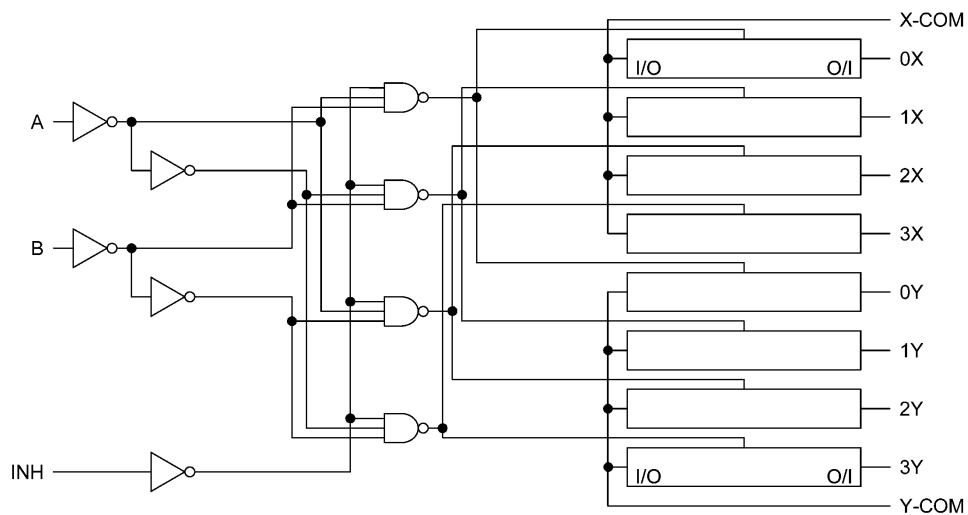 X-COM
I/O O/I 0X
1X
A
2X
3X
B
0Y
1Y
2Y
INH
I/O O/I 3Y
Y-COM